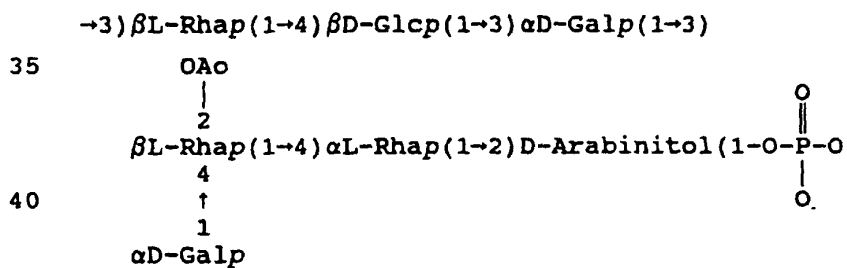 →3)βL-Rhap(1→4)βD-Glcp(1→3)αD-Galp(1→3)
35 OAc
| O
2 ||
βL-Rhap(1→4)αL-Rhap(1→2)D-Arabinitol(1-O-P-O
4 |
40 ↑ O
1
αD-Galp